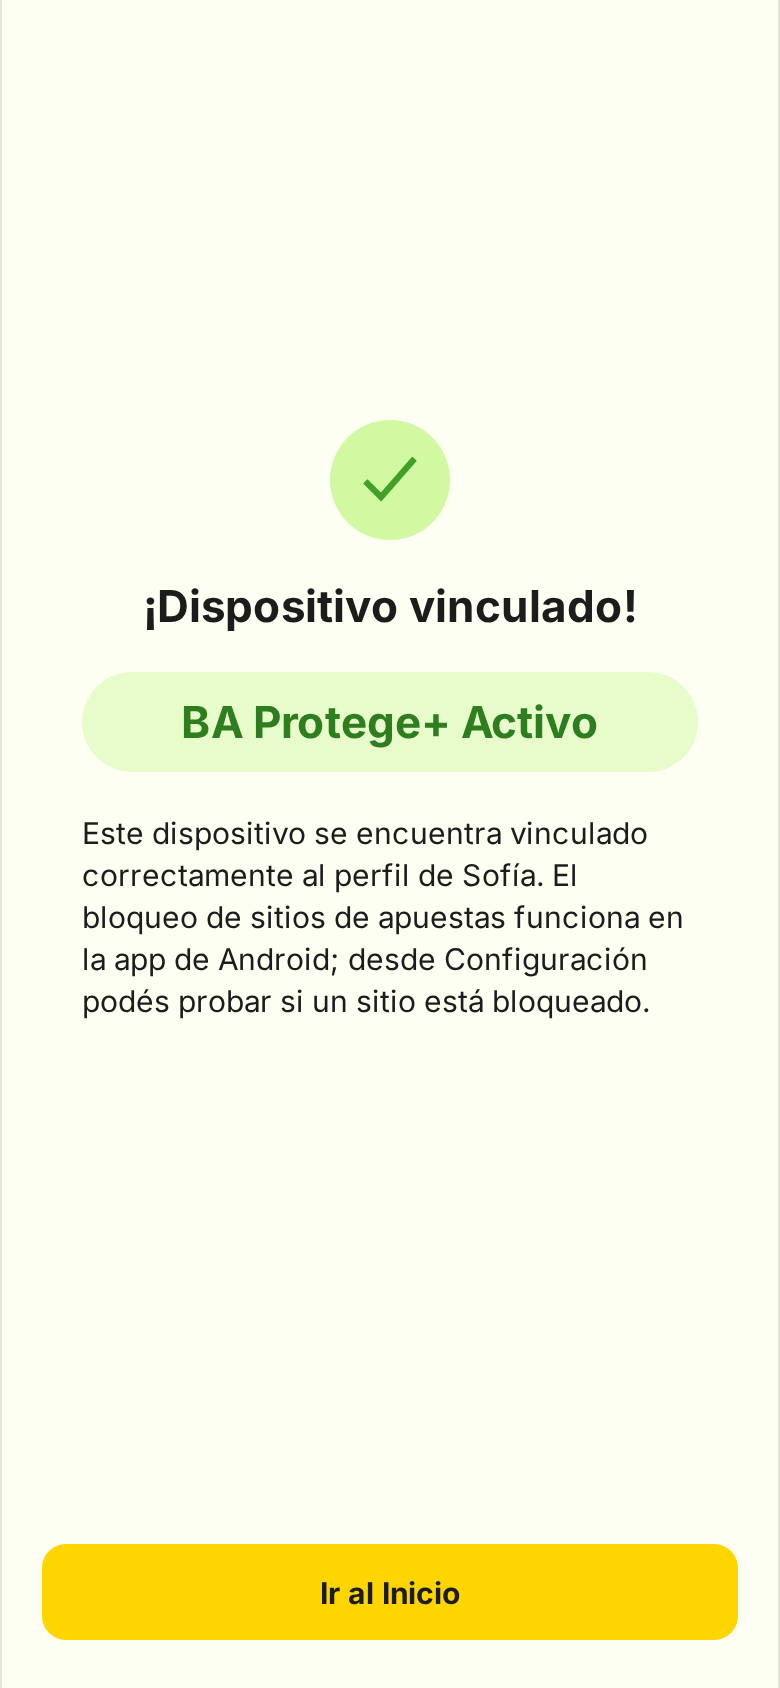 ¡Dispositivo vinculado!
BA Protege+ Activo
Este dispositivo se encuentra vinculado
correctamente al perfil de Sofía. El
bloqueo de sitios de apuestas funciona en
la app de Android; desde Configuración
podés probar si un sitio está bloqueado.
Ir al Inicio